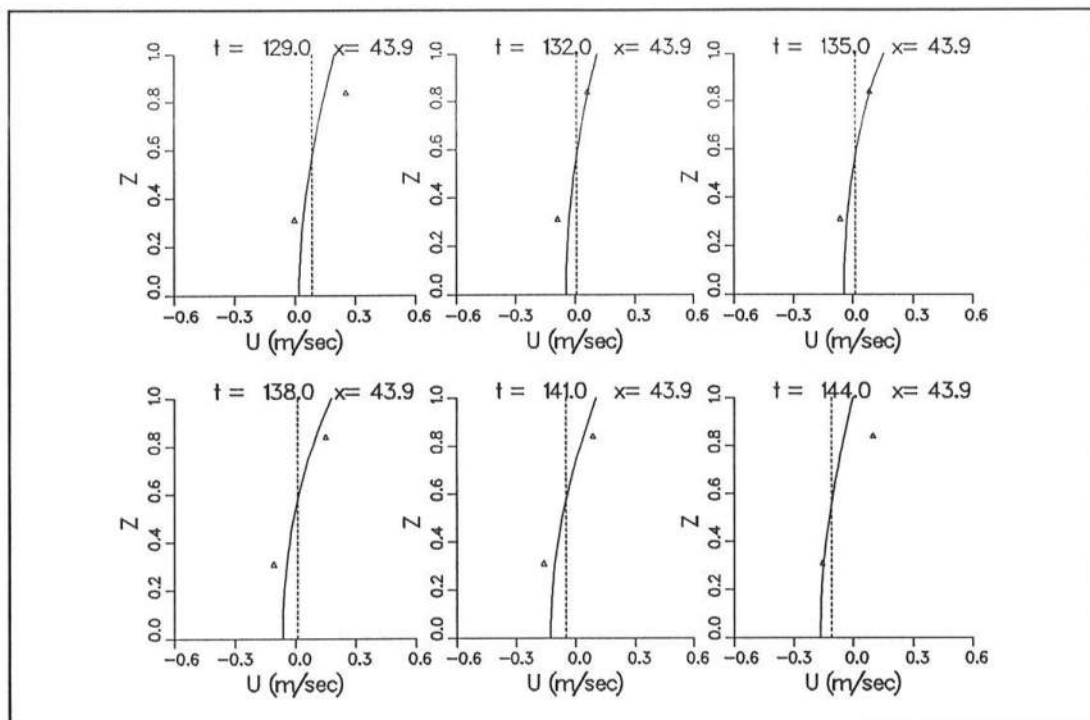 t = 129.0 x= 43.9
t = 132.0 x= 43.9
t = 135.0 x= 43.9
1.0
0.8
0.6
0.4
0.2
0.0
Z
1.0
0.8
0.6
0.4
0.2
0.0
Z
1.0
0.8
0.6
0.4
0.2
0.0
Z
-0.6 -0.3 0.0 0.3 0.6
-0.6 -0.3 0.0 0.3 0.6
-0.6 -0.3 0.0 0.3 0.6
U (m/sec)
U (m/sec)
U (m/sec)
t = 138.0 x= 43.9
t = 141.0 x= 43.9
t = 144.0 x= 43.9
1.0
0.8
0.6
0.4
0.2
0.0
Z
1.0
0.8
0.6
0.4
0.2
0.0
Z
1.0
0.8
0.6
0.4
0.2
0.0
Z
-0.6 -0.3 0.0 0.3 0.6
-0.6 -0.3 0.0 0.3 0.6
-0.6 -0.3 0.0 0.3 0.6
U (m/sec)
U (m/sec)
U (m/sec)